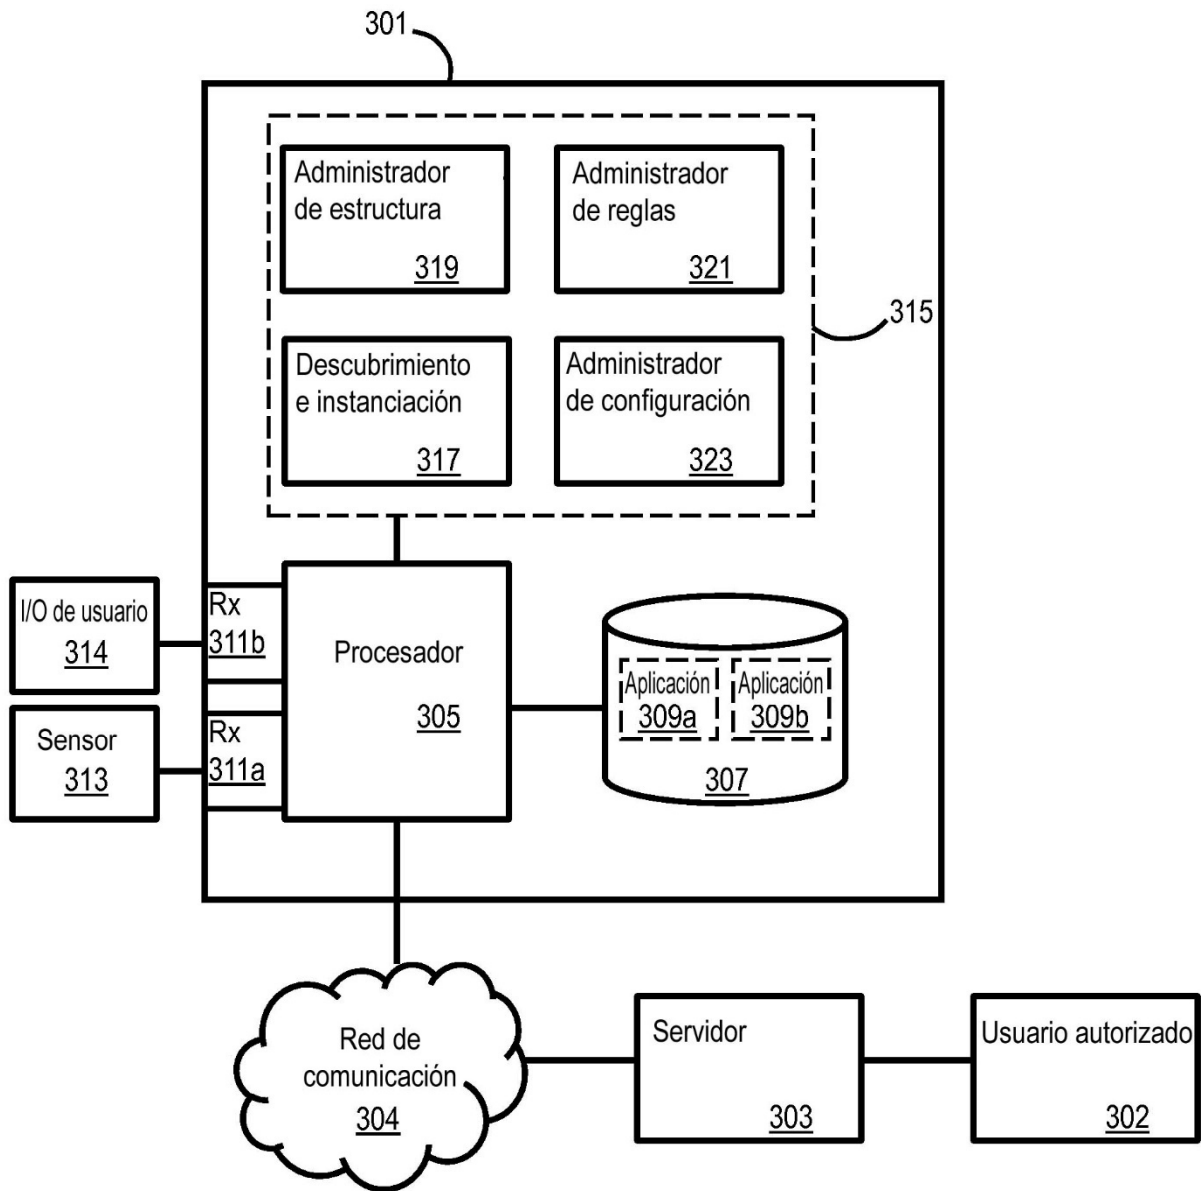 301
Administrador
de estructura
319
Administrador
de reglas
321
315
Descubrimiento
e instanciación
317
Administrador
de configuración
323
I/O de usuario
314
Rx
311b
Procesador
305
Aplicación
309a
Aplicación
309b
307
Sensor
313
Rx
311a
Red de
comunicación
304
Servidor
303
Usuario autorizado
302